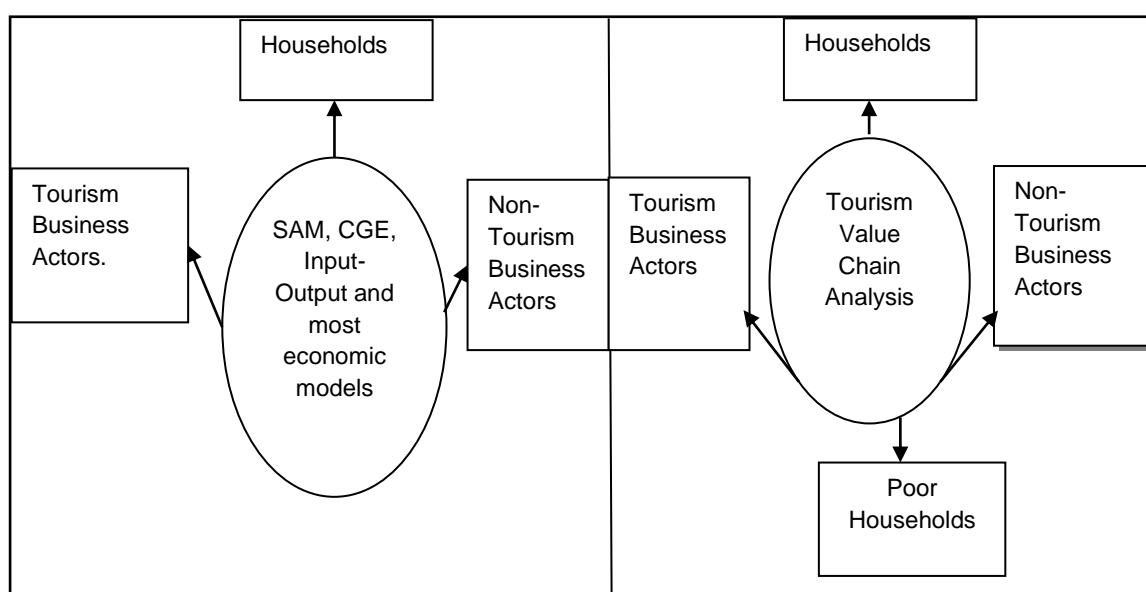 Households
Tourism
Business
Actors.
SAM, CGE,
Input-
Output and
most
economic
models
Non-
Tourism
Business
Actors
Households
Tourism
Business
Actors
Tourism
Value
Chain
Analysis
Non-
Tourism
Business
Actors
Poor
Households